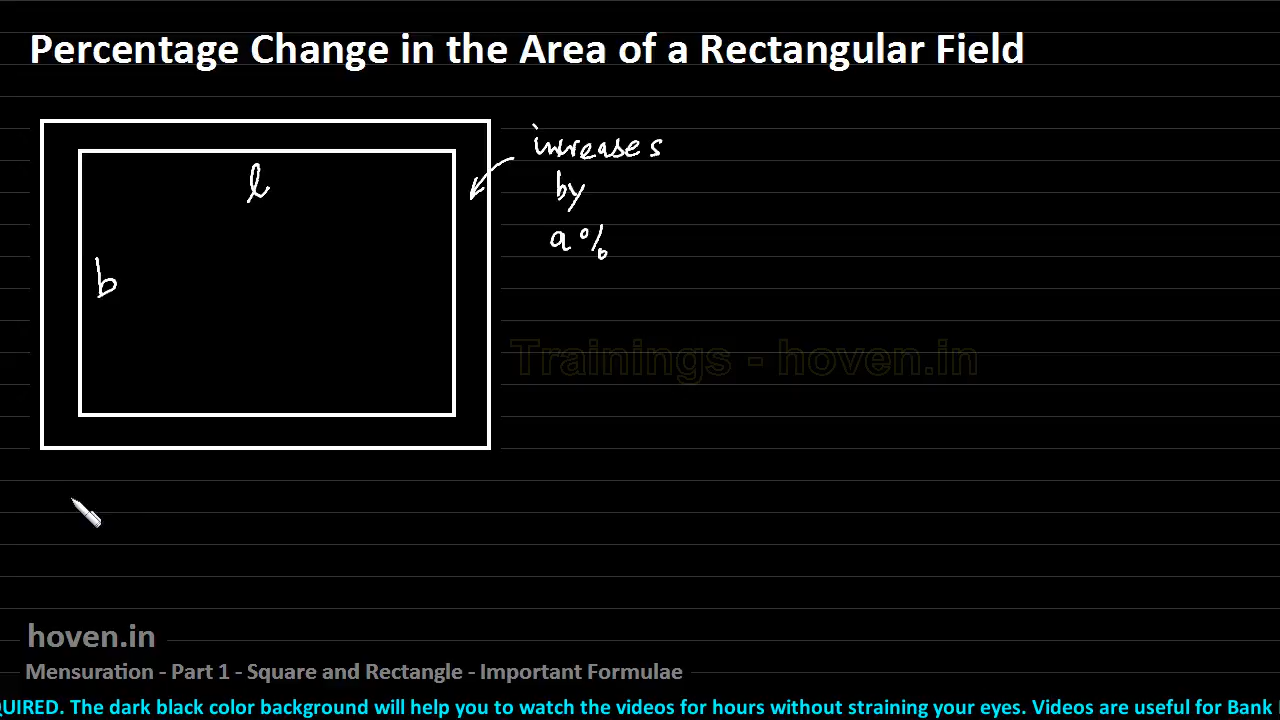 Percentage Change in the Area of a Rectangular Field
increases
by
a%
l
b
Trainings - hoven.in
hoven.in
Mensuration - Part 1 - Square and Rectangle - Important Formulae
QUIRED. The dark black color background will help you to watch the videos for hours without straining your eyes. Videos are useful for Bank